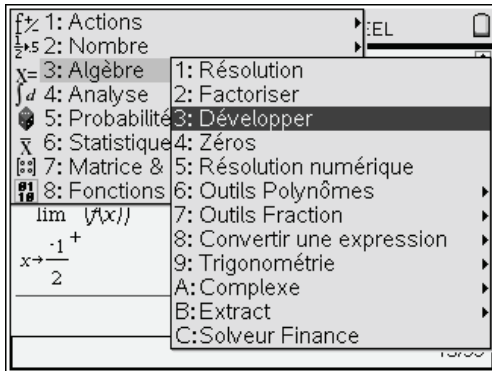 1: Actions
2: Nombre
3: Algèbre
4: Analyse
5: Probabilité
6: Statistique
7: Matrice &
8: Fonctions
1: Résolution
2: Factoriser
3: Développer
4: Zéros
5: Résolution numérique
6: Outils Polynômes
7: Outils Fraction
8: Convertir une expression
9: Trigonométrie
A: Complexe
B: Extract
C: Solveur Finance
lim (f(x))
x→ -1/2 +